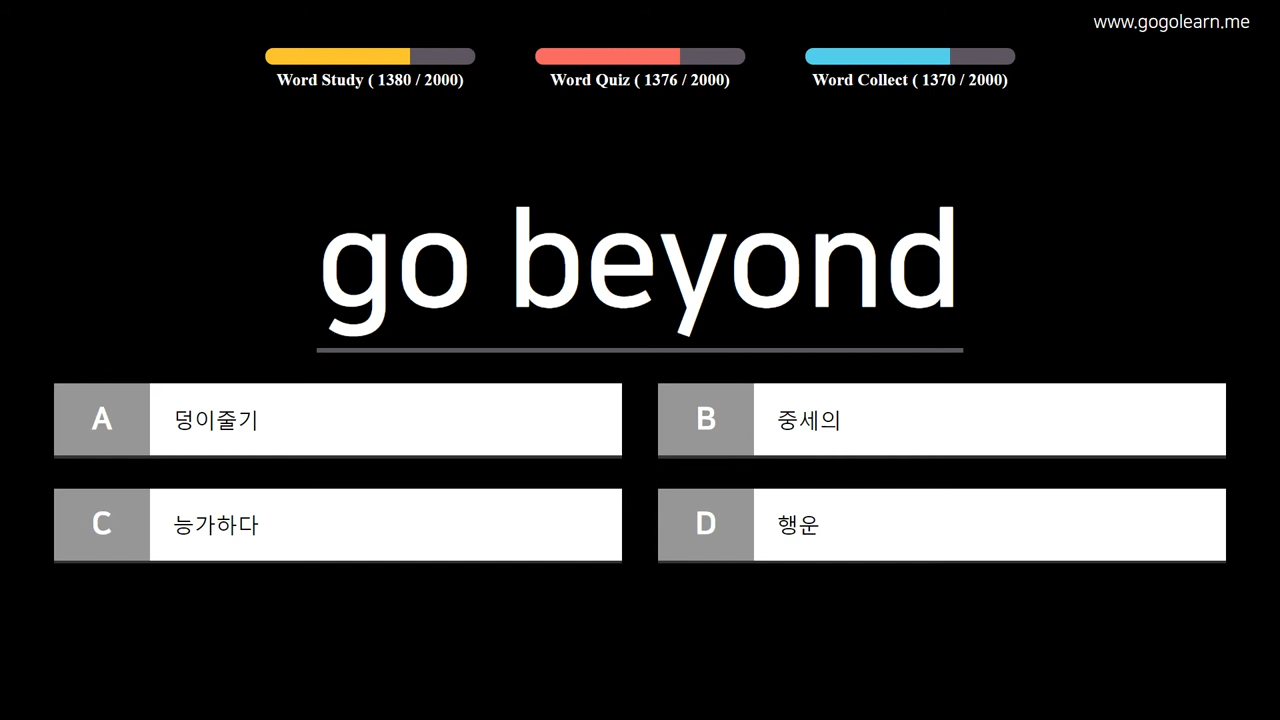 www.gogolearn.me
Word Study ( 1380 / 2000)
Word Quiz ( 1376 / 2000)
Word Collect ( 1370 / 2000)
go beyond
A 덩이줄기
B 중세의
C 능가하다
D 행운